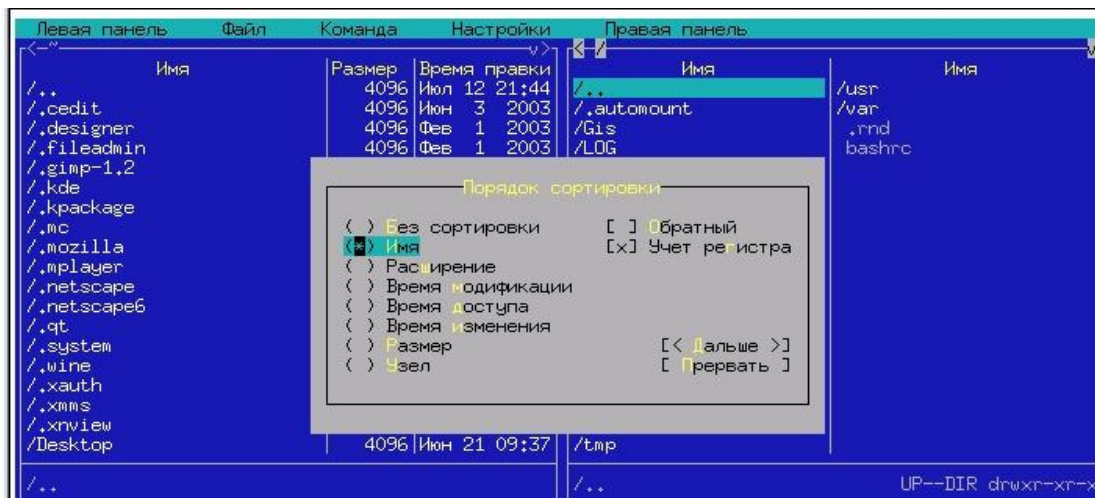 Левая панель Файл Команда Настройки Правая панель
<-~ v> < / v
Имя Размер Время правки Имя Имя
/.. 4096 Июл 12 21:44 /.. /usr
/.cedit 4096 Июн 3 2003 /.automount /var
/.designer 4096 Фев 1 2003 /Gis .rnd
/.fileadmin 4096 Фев 1 2003 /LOG bashrc
/.gimp-1.2
/.kde Порядок сортировки
/.kpackage
/.mc ( ) Без сортировки [ ] Обратный
/.mozilla (*) Имя [x] Учет регистра
/.mplayer ( ) Расширение
/.netscape ( ) Время модификации
/.netscape6 ( ) Время доступа
/.qt ( ) Время изменения
/.system ( ) Размер [< Дальше >]
/.wine ( ) Узел [ Прервать ]
/.xauth
/.xmms
/.xnview
/Desktop 4096 Июн 21 09:37 /tmp
/.. /.. UP--DIR drwxr-xr-x